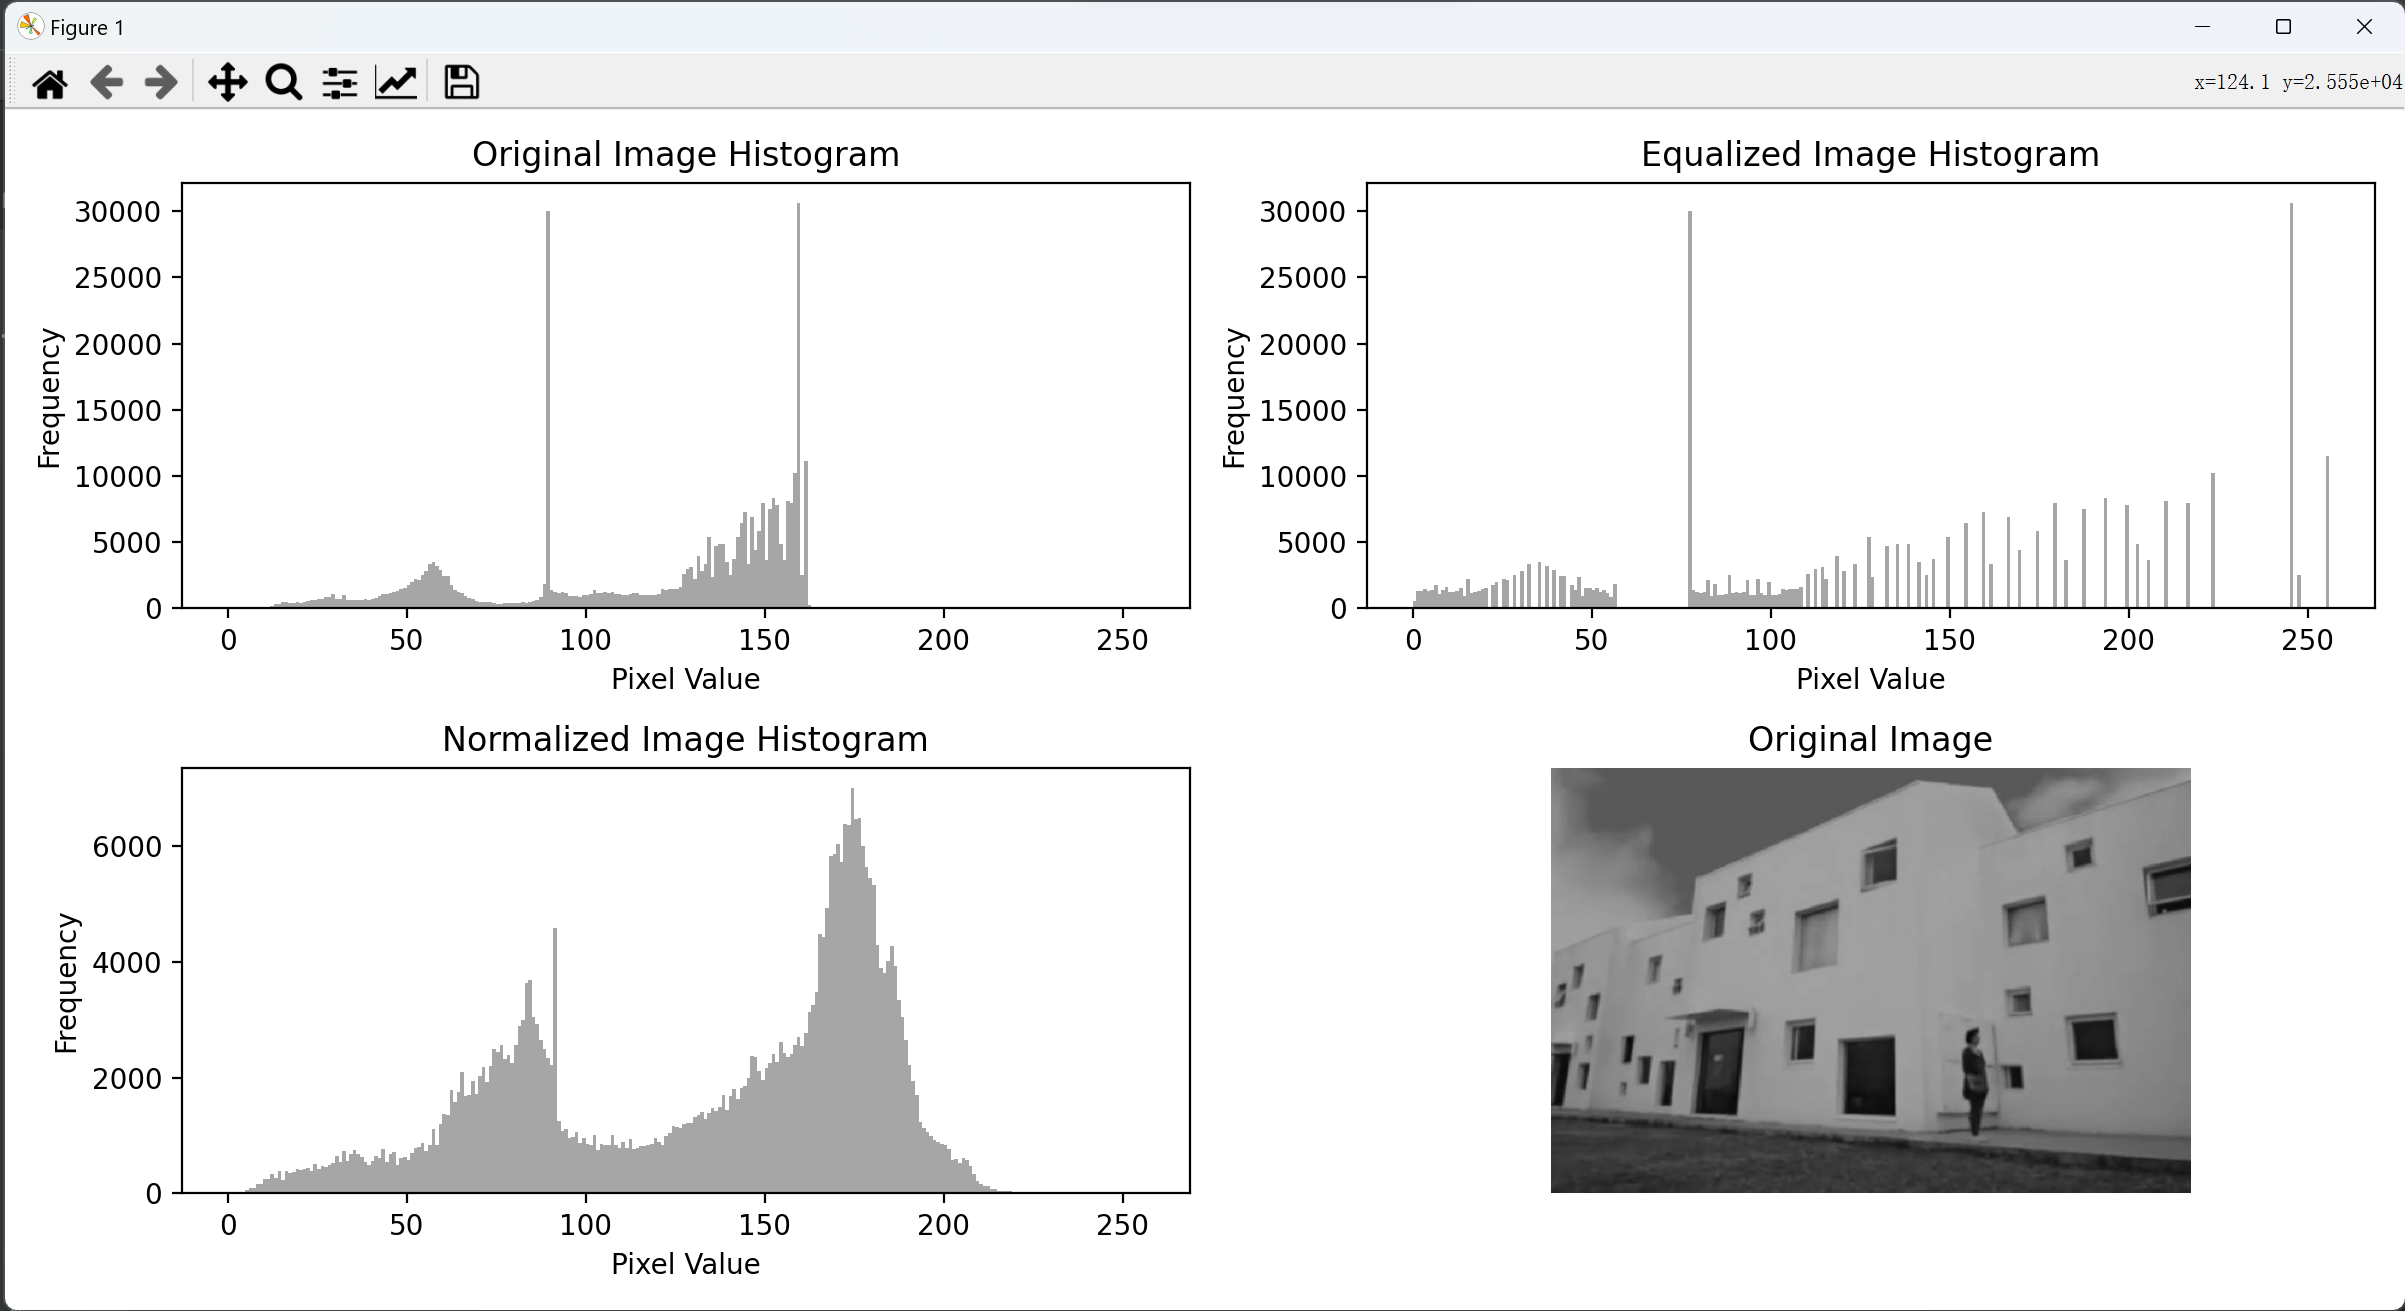 Figure 1
x=124.1 y=2.555e+04
Original Image Histogram
30000
25000
20000
15000
10000
5000
0
Frequency
0 50 100 150 200 250
Pixel Value
Equalized Image Histogram
30000
25000
20000
15000
10000
5000
0
Frequency
0 50 100 150 200 250
Pixel Value
Normalized Image Histogram
6000
4000
2000
0
Frequency
0 50 100 150 200 250
Pixel Value
Original Image